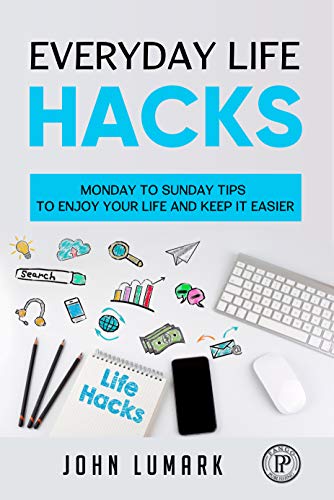 EVERYDAY LIFE
HACKS
MONDAY TO SUNDAY TIPS
TO ENJOY YOUR LIFE AND KEEP IT EASIER
search
Life
Hacks
JOHN LUMARK